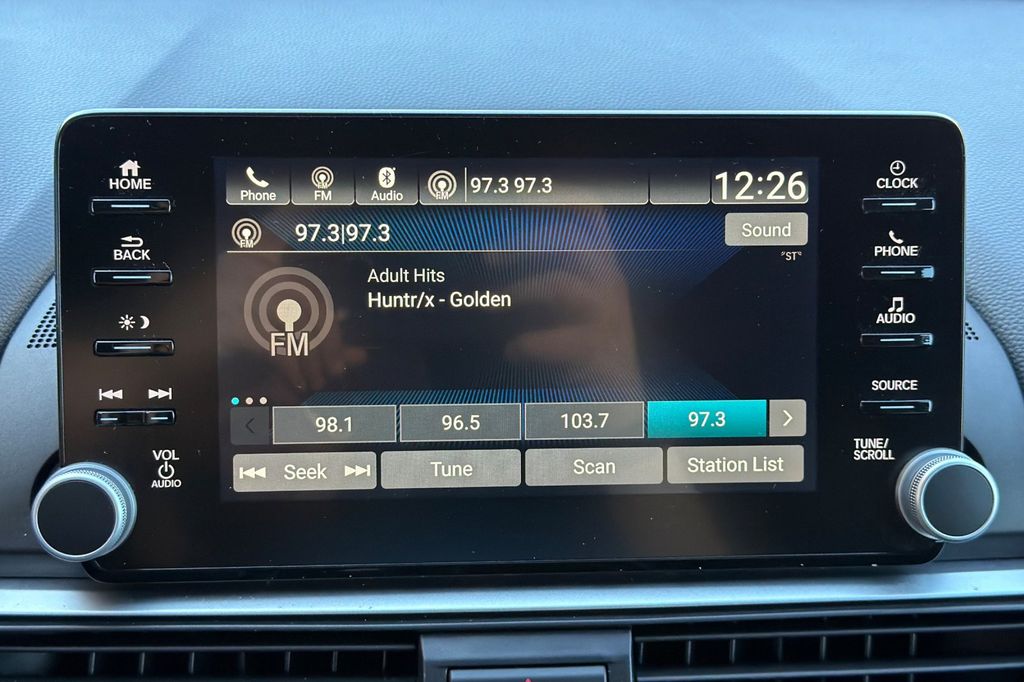 HOME
BACK
VOL
AUDIO
Phone
FM
Audio
97.3 97.3
12:26
FM
97.3|97.3
Sound
"ST"
Adult Hits
Huntr/x - Golden
FM
98.1
96.5
103.7
97.3
Seek
Tune
Scan
Station List
CLOCK
PHONE
AUDIO
SOURCE
TUNE/
SCROLL